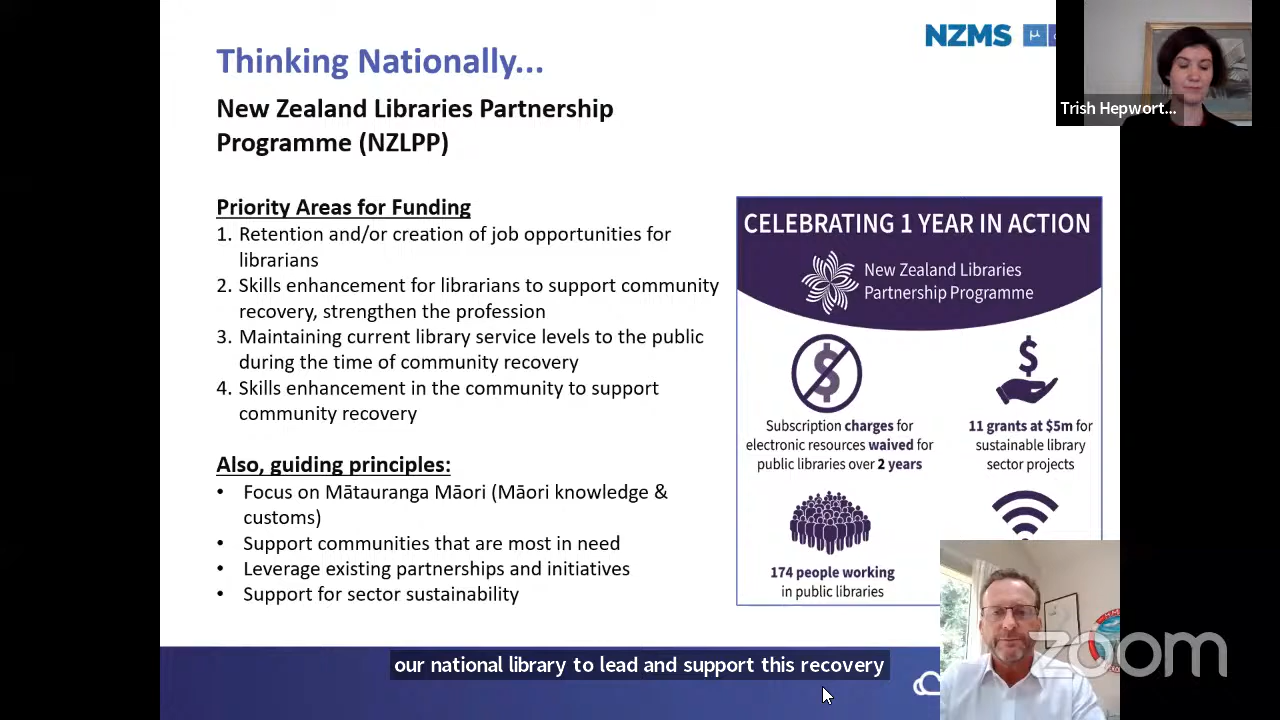 Thinking Nationally...
NZMS
µ
Trish Hepwort...
New Zealand Libraries Partnership
Programme (NZLPP)
Priority Areas for Funding
1. Retention and/or creation of job opportunities for
librarians
2. Skills enhancement for librarians to support community
recovery, strengthen the profession
3. Maintaining current library service levels to the public
during the time of community recovery
4. Skills enhancement in the community to support
community recovery
Also, guiding principles:
• Focus on Mātauranga Māori (Māori knowledge &
customs)
• Support communities that are most in need
• Leverage existing partnerships and initiatives
• Support for sector sustainability
CELEBRATING 1 YEAR IN ACTION
New Zealand Libraries
Partnership Programme
Subscription charges for
electronic resources waived for
public libraries over 2 years
11 grants at $5m for
sustainable library
sector projects
174 people working
in public libraries
our national library to lead and support this recovery
zoom